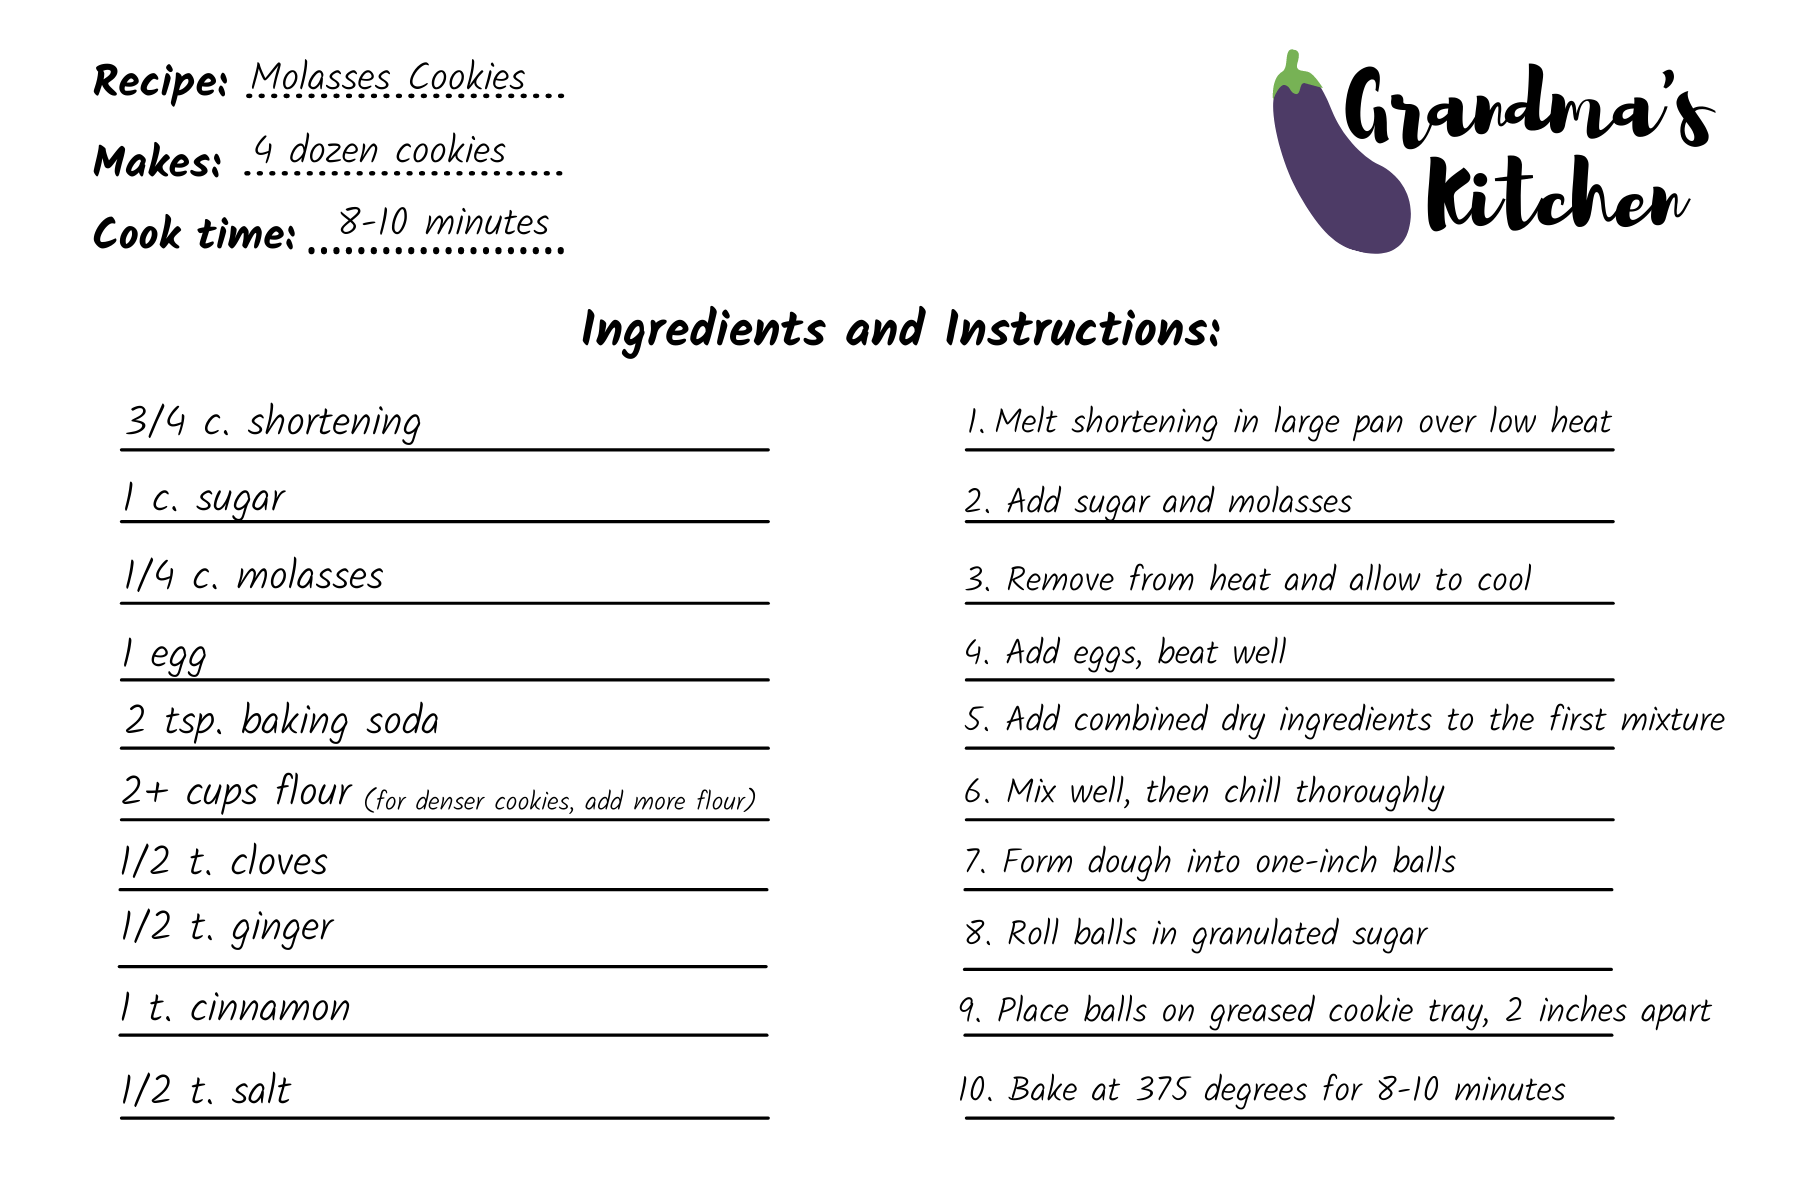 Recipe: Molasses Cookies
Makes: 4 dozen cookies
Cook time: 8-10 minutes
Grandma's
Kitchen
Ingredients and Instructions:
3/4 c. shortening
1 c. sugar
1/4 c. molasses
1 egg
2 tsp. baking soda
2+ cups flour (for denser cookies, add more flour)
1/2 t. cloves
1/2 t. ginger
1 t. cinnamon
1/2 t. salt
1. Melt shortening in large pan over low heat
2. Add sugar and molasses
3. Remove from heat and allow to cool
4. Add eggs, beat well
5. Add combined dry ingredients to the first mixture
6. Mix well, then chill thoroughly
7. Form dough into one-inch balls
8. Roll balls in granulated sugar
9. Place balls on greased cookie tray, 2 inches apart
10. Bake at 375 degrees for 8-10 minutes